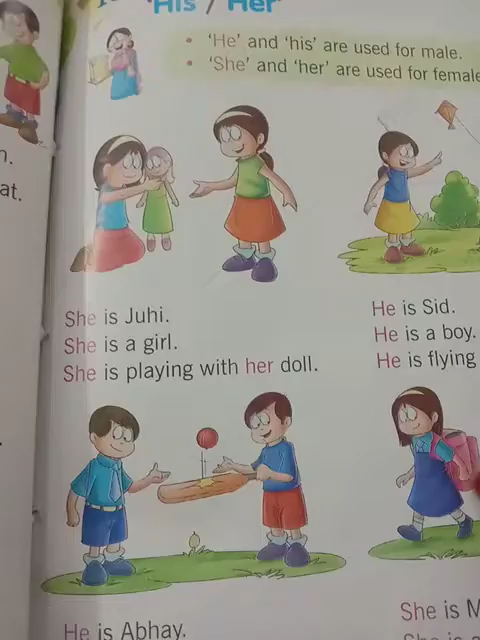 'His / Her'
• 'He' and 'his' are used for male.
• 'She' and 'her' are used for female
at.
She is Juhi.
She is a girl.
She is playing with her doll.
He is Sid.
He is a boy.
He is flying
He is Abhay.
She is M
She is